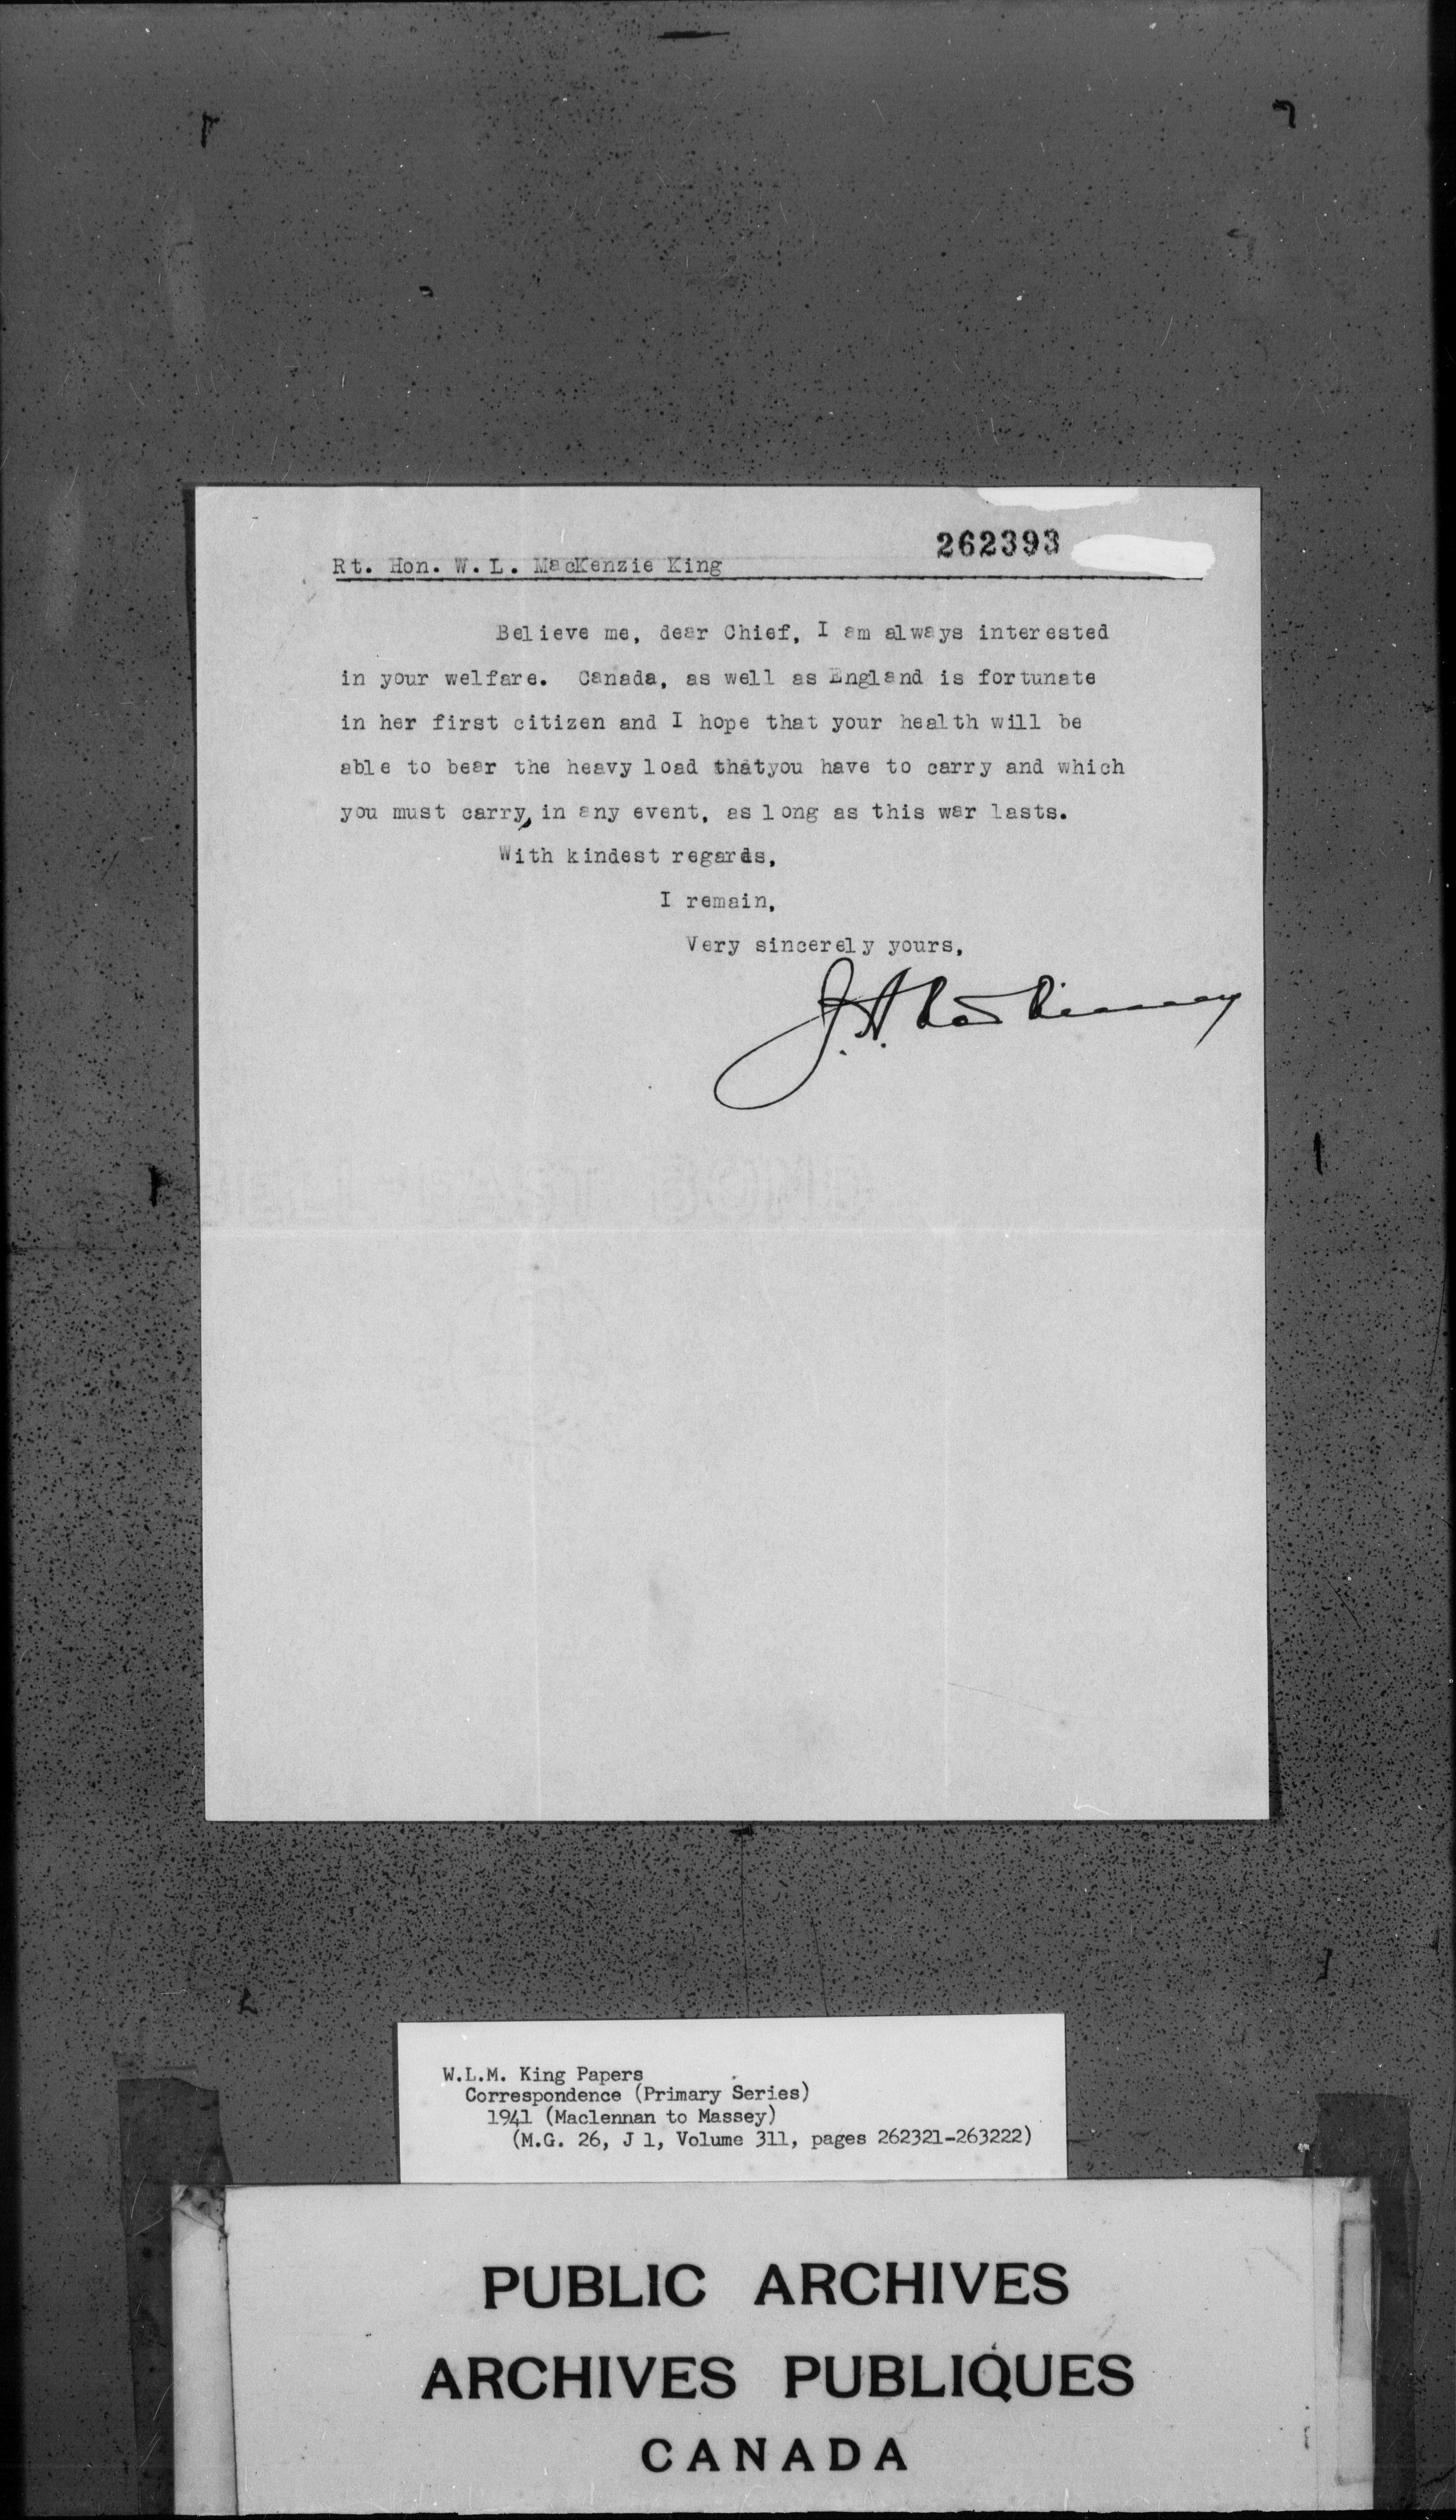 262393
Rt. Hon. W. L. MacKenzie King
Believe me, dear Chief, I am always interested
in your welfare. Canada, as well as England is fortunate
in her first citizen and I hope that your health will be
able to bear the heavy load thatyou have to carry and which
you must carry, in any event, as long as this war lasts.
With kindest regards,
I remain,
Very sincerely yours,
J. A.
W.L.M. King Papers
Correspondence (Primary Series)
1941 (Maclennan to Massey)
(M.G. 26, J 1, Volume 311, pages 262321-263222)
PUBLIC ARCHIVES
ARCHIVES PUBLIQUES
CANADA